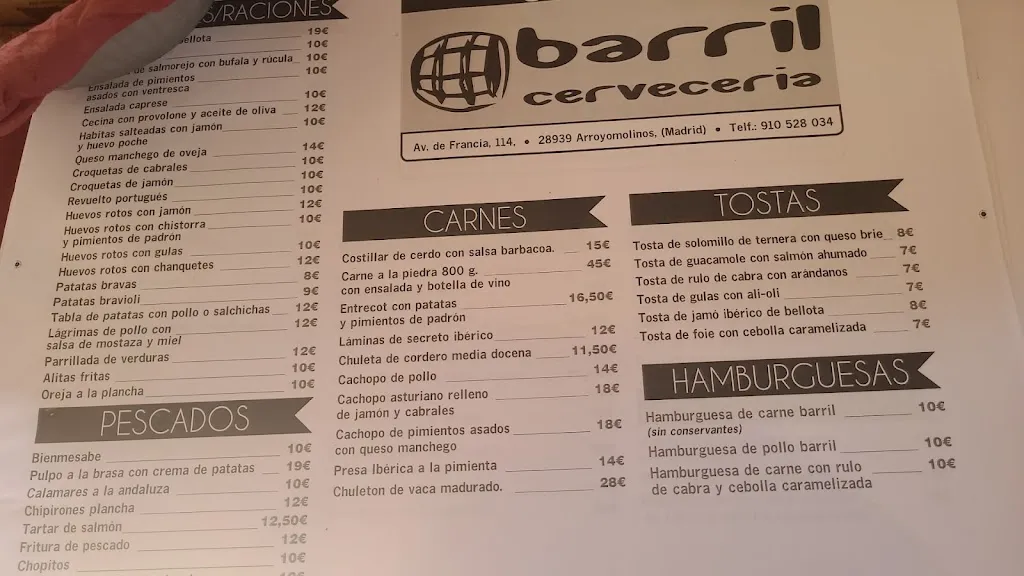 S/RACIONES
bellota 19€
10€
de salmorejo con bufala y rúcula 10€
Ensalada de pimientos 10€
asados con ventresca
Ensalada caprese 10€
Cecina con provolone y aceite de oliva 12€
Habitas salteadas con jamón 10€
y huevo poche
Queso manchego de oveja 14€
Croquetas de cabrales 10€
Croquetas de jamón 10€
Revuelto portugués 10€
Huevos rotos con jamón 12€
Huevos rotos con chistorra 10€
y pimientos de padrón
Huevos rotos con gulas 10€
Huevos rotos con chanquetes 12€
Patatas bravas 8€
Patatas bravioli 9€
Tabla de patatas con pollo o salchichas 12€
Lágrimas de pollo con 12€
salsa de mostaza y miel
Parrillada de verduras 12€
Alitas fritas 10€
Oreja a la plancha 10€
PESCADOS
Bienmesabe 10€
Pulpo a la brasa con crema de patatas 19€
Calamares a la andaluza 10€
Chipirones plancha 12€
Tartar de salmón 12,50€
Fritura de pescado 12€
Chopitos 10€
barril
cerveceria
Av. de Francia, 114, • 28939 Arroyomolinos, (Madrid) • Telf.: 910 528 034
CARNES
Costillar de cerdo con salsa barbacoa. 15€
Carne a la piedra 800 g. 45€
con ensalada y botella de vino
Entrecot con patatas 16,50€
y pimientos de padrón
Láminas de secreto ibérico 12€
Chuleta de cordero media docena 11,50€
Cachopo de pollo 14€
Cachopo asturiano relleno 18€
de jamón y cabrales
Cachopo de pimientos asados 18€
con queso manchego
Presa Ibérica a la pimienta 14€
Chuleton de vaca madurado. 28€
TOSTAS
Tosta de solomillo de ternera con queso brie 8€
Tosta de guacamole con salmón ahumado 7€
Tosta de rulo de cabra con arándanos 7€
Tosta de gulas con ali-oli 7€
Tosta de jamó ibérico de bellota 8€
Tosta de foie con cebolla caramelizada 7€
HAMBURGUESAS
Hamburguesa de carne barril 10€
(sin conservantes)
Hamburguesa de pollo barril 10€
Hamburguesa de carne con rulo 10€
de cabra y cebolla caramelizada